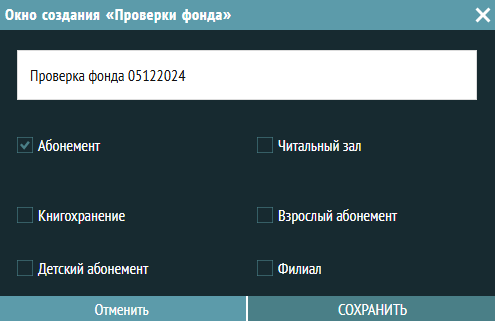 Окно создания «Проверки фонда»
Проверка фонда 05122024
Абонемент
Читальный зал
Книгохранение
Взрослый абонемент
Детский абонемент
Филиал
Отменить
СОХРАНИТЬ